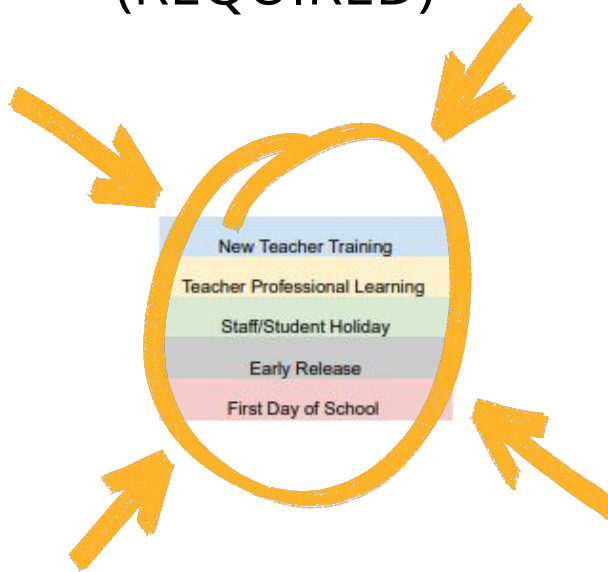 (REQUIRED)
New Teacher Training
Teacher Professional Learning
Staff/Student Holiday
Early Release
First Day of School